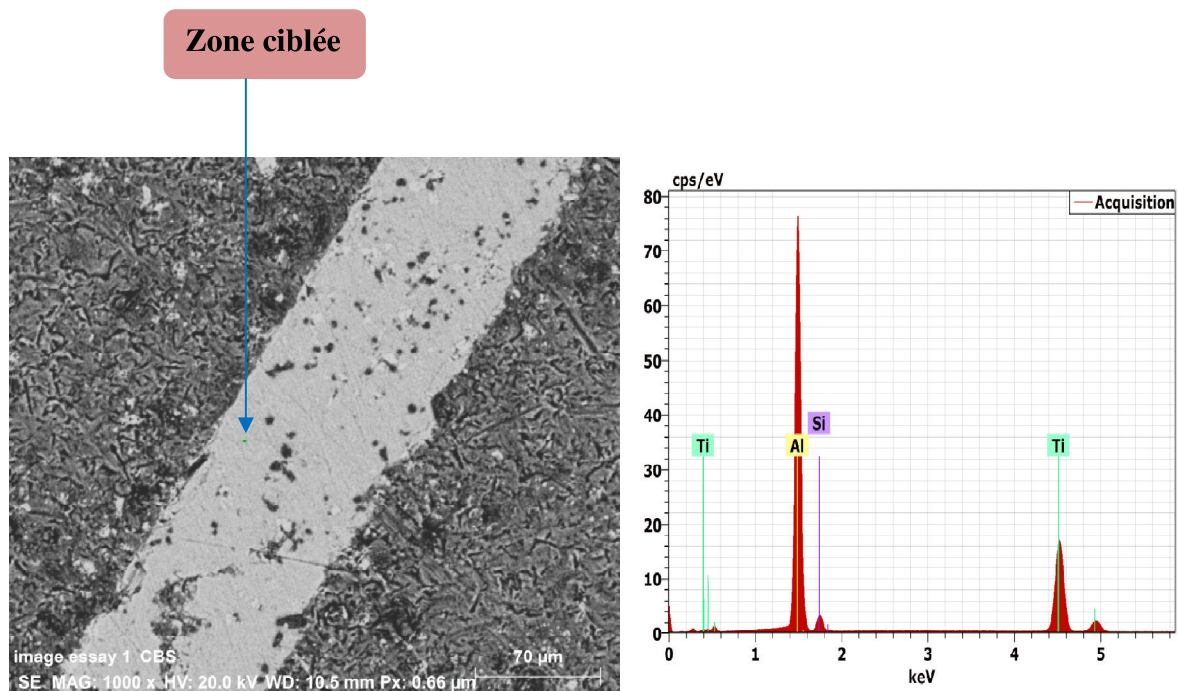 Zone ciblée
image essay 1 CBS
70 µm
SE MAG: 1000 x HV: 20.0 kV WD: 10.5 mm Px: 0.66 µm
cps/eV
Acquisition
80
70
60
50
40
30
20
10
0
Ti
Al
Si
Ti
0 1 2 3 4 5
keV